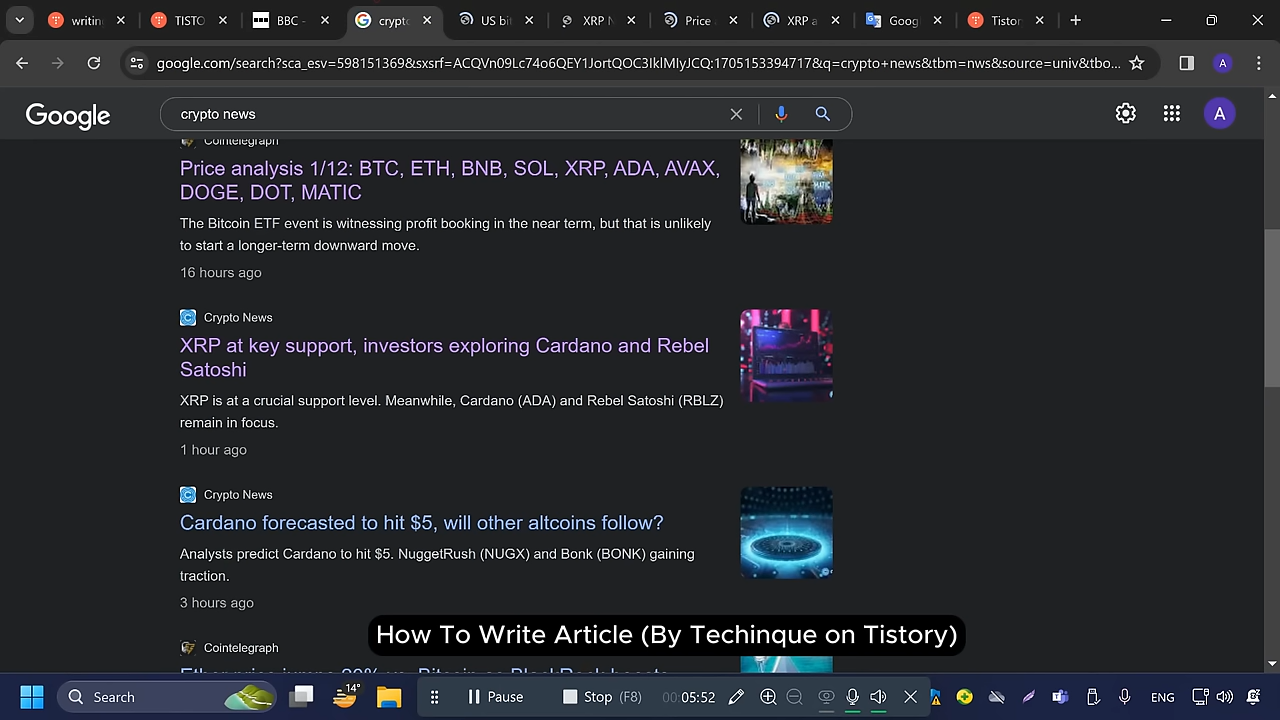 writin
TISTO
BBC -
crypto
US bi
XRP N
Price
XRP a
Goog
Tistor
google.com/search?sca_esv=598151369&sxsrf=ACQVn09Lc74o6QEY1JortQOC3IklMIyJCQ:1705153394717&q=crypto+news&tbm=nws&source=univ&tbo...
A
Google
crypto news
A
Cointelegraph
Price analysis 1/12: BTC, ETH, BNB, SOL, XRP, ADA, AVAX,
DOGE, DOT, MATIC
The Bitcoin ETF event is witnessing profit booking in the near term, but that is unlikely
to start a longer-term downward move.
16 hours ago
Crypto News
XRP at key support, investors exploring Cardano and Rebel
Satoshi
XRP is at a crucial support level. Meanwhile, Cardano (ADA) and Rebel Satoshi (RBLZ)
remain in focus.
1 hour ago
Crypto News
Cardano forecasted to hit $5, will other altcoins follow?
Analysts predict Cardano to hit $5. NuggetRush (NUGX) and Bonk (BONK) gaining
traction.
3 hours ago
How To Write Article (By Techinque on Tistory)
Cointelegraph
Search
14°
Pause
Stop (F8)
00:05:52
ENG